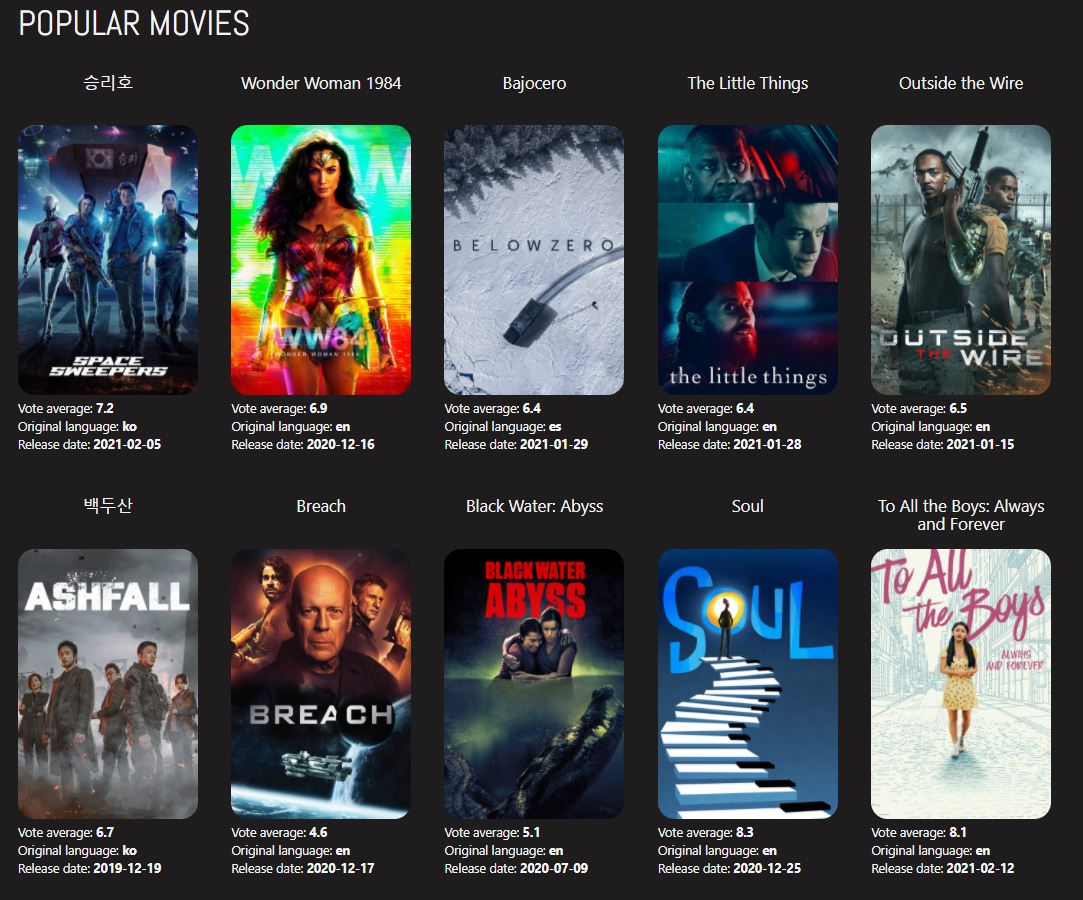 POPULAR MOVIES
승리호
Wonder Woman 1984
Bajocero
The Little Things
Outside the Wire
승리
SPACE
SWEEPERS
WW
WW84
WONDER WOMAN 1984
BELOWZERO
the little things
OUTSIDE
THE WIRE
Vote average: 7.2
Original language: ko
Release date: 2021-02-05
Vote average: 6.9
Original language: en
Release date: 2020-12-16
Vote average: 6.4
Original language: es
Release date: 2021-01-29
Vote average: 6.4
Original language: en
Release date: 2021-01-28
Vote average: 6.5
Original language: en
Release date: 2021-01-15
백두산
Breach
Black Water: Abyss
Soul
To All the Boys: Always
and Forever
ASHFALL
BREACH
BLACK WATER
ABYSS
SOUL
To All
the Boys
ALWAYS
AND FOREVER
Vote average: 6.7
Original language: ko
Release date: 2019-12-19
Vote average: 4.6
Original language: en
Release date: 2020-12-17
Vote average: 5.1
Original language: en
Release date: 2020-07-09
Vote average: 8.3
Original language: en
Release date: 2020-12-25
Vote average: 8.1
Original language: en
Release date: 2021-02-12